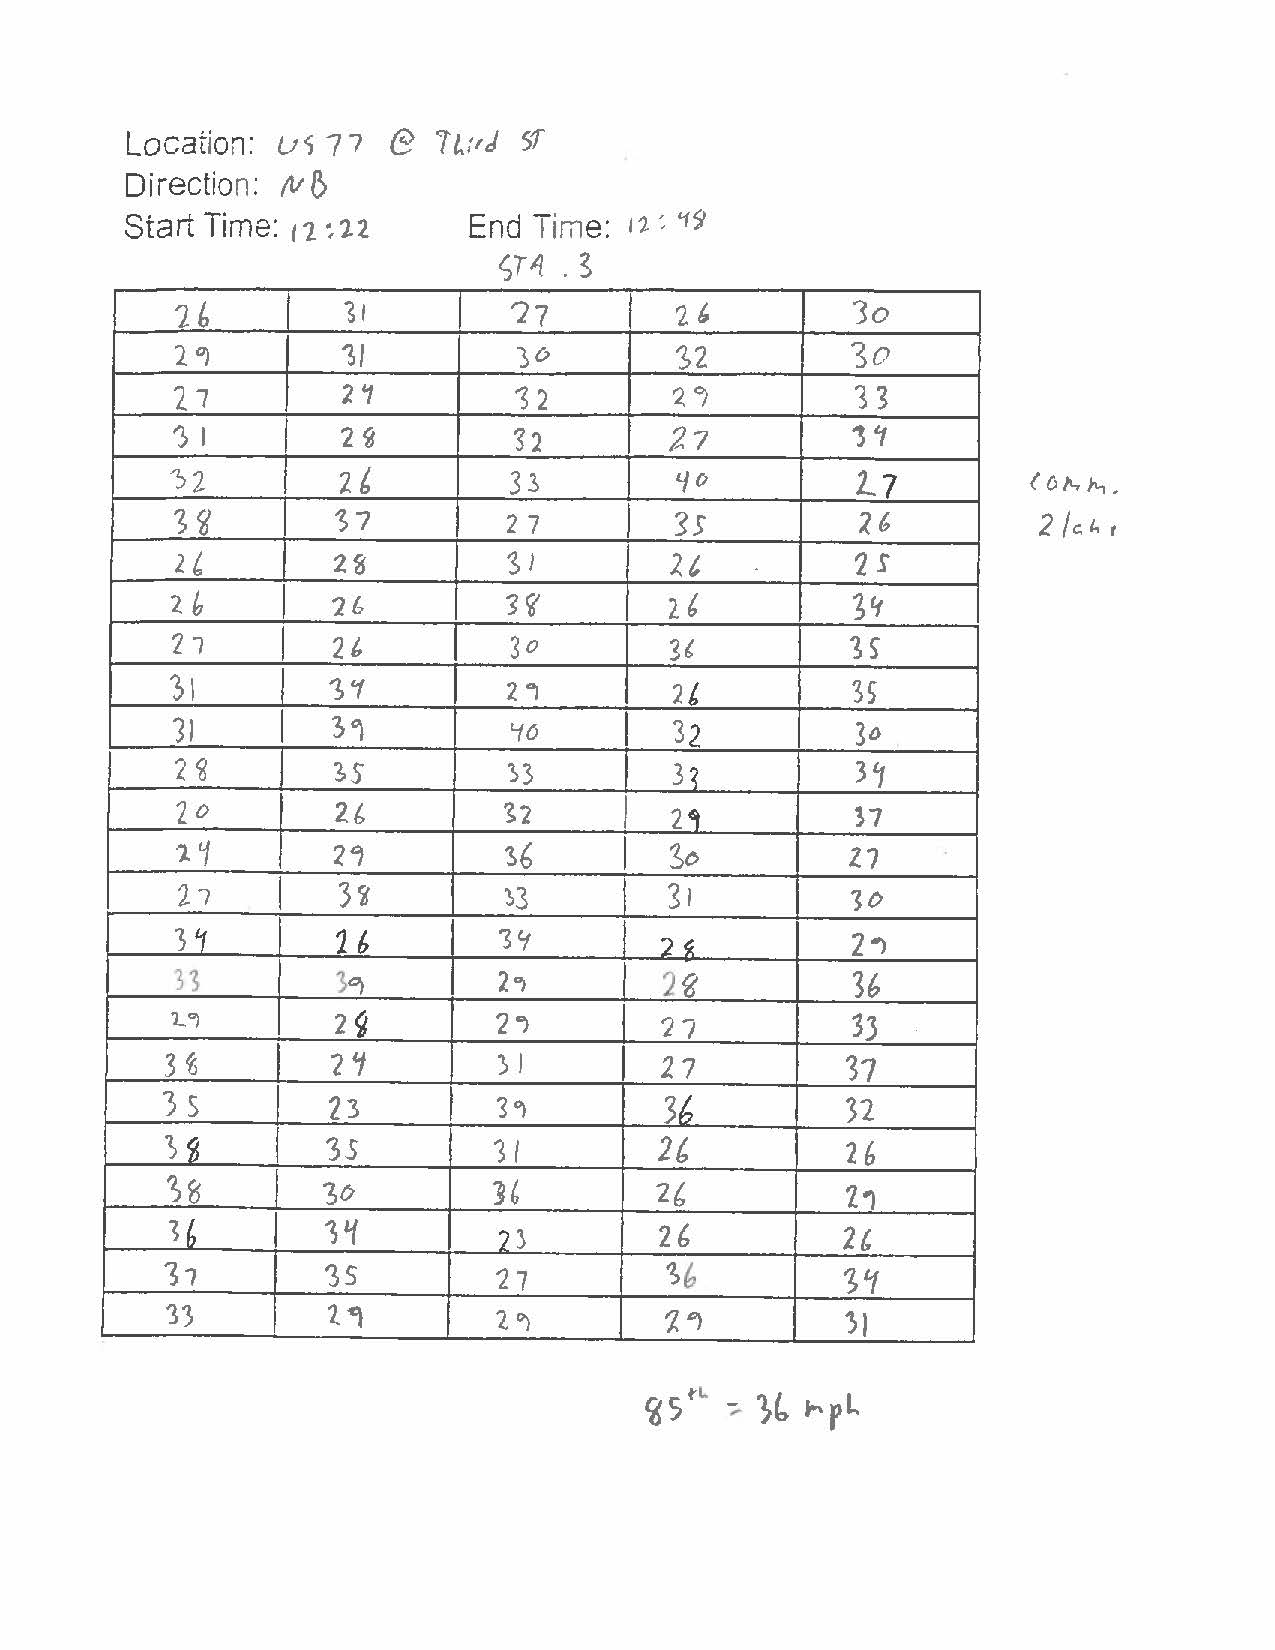 Location: US 77 @ Third ST
Direction: NB
Start Time: 12:22 End Time: 12:48
STA. 3
26 31 27 26 30
29 31 30 32 30
27 24 32 29 33
31 28 32 27 34
32 26 33 40 27 Comm.
38 37 27 35 26 2 lane
26 28 31 26 25
26 26 38 26 34
27 26 30 36 35
31 34 29 26 35
31 39 40 32 30
28 35 33 33 34
20 26 32 29 37
24 29 36 30 27
27 38 33 31 30
34 26 34 28 29
33 39 29 28 36
29 28 29 27 33
38 24 31 27 37
35 23 39 36 32
38 35 31 26 26
38 30 36 26 29
36 34 23 26 26
37 35 27 36 34
33 29 29 29 31
85th = 36 mph